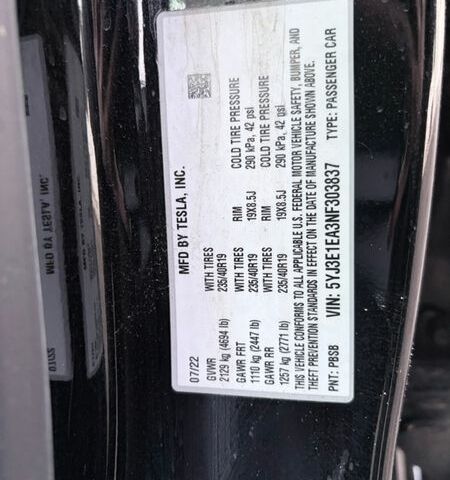 MFD BY TESLA, INC.
07/22
GVWR WITH TIRES RIM COLD TIRE PRESSURE
2129 kg (4694 lb) 235/40R19 19X8.5J 290 kPa, 42 psi
GAWR FRT WITH TIRES RIM COLD TIRE PRESSURE
1110 kg (2447 lb) 235/40R19 19X8.5J 290 kPa, 42 psi
GAWR RR
1257 kg (2771 lb)
THIS VEHICLE CONFORMS TO ALL APPLICABLE U.S. FEDERAL MOTOR VEHICLE SAFETY, BUMPER, AND
THEFT PREVENTION STANDARDS IN EFFECT ON THE DATE OF MANUFACTURE SHOWN ABOVE.
VIN: 5YJ3E1EA3NF303837
PNT: PBSB TYPE: PASSENGER CAR